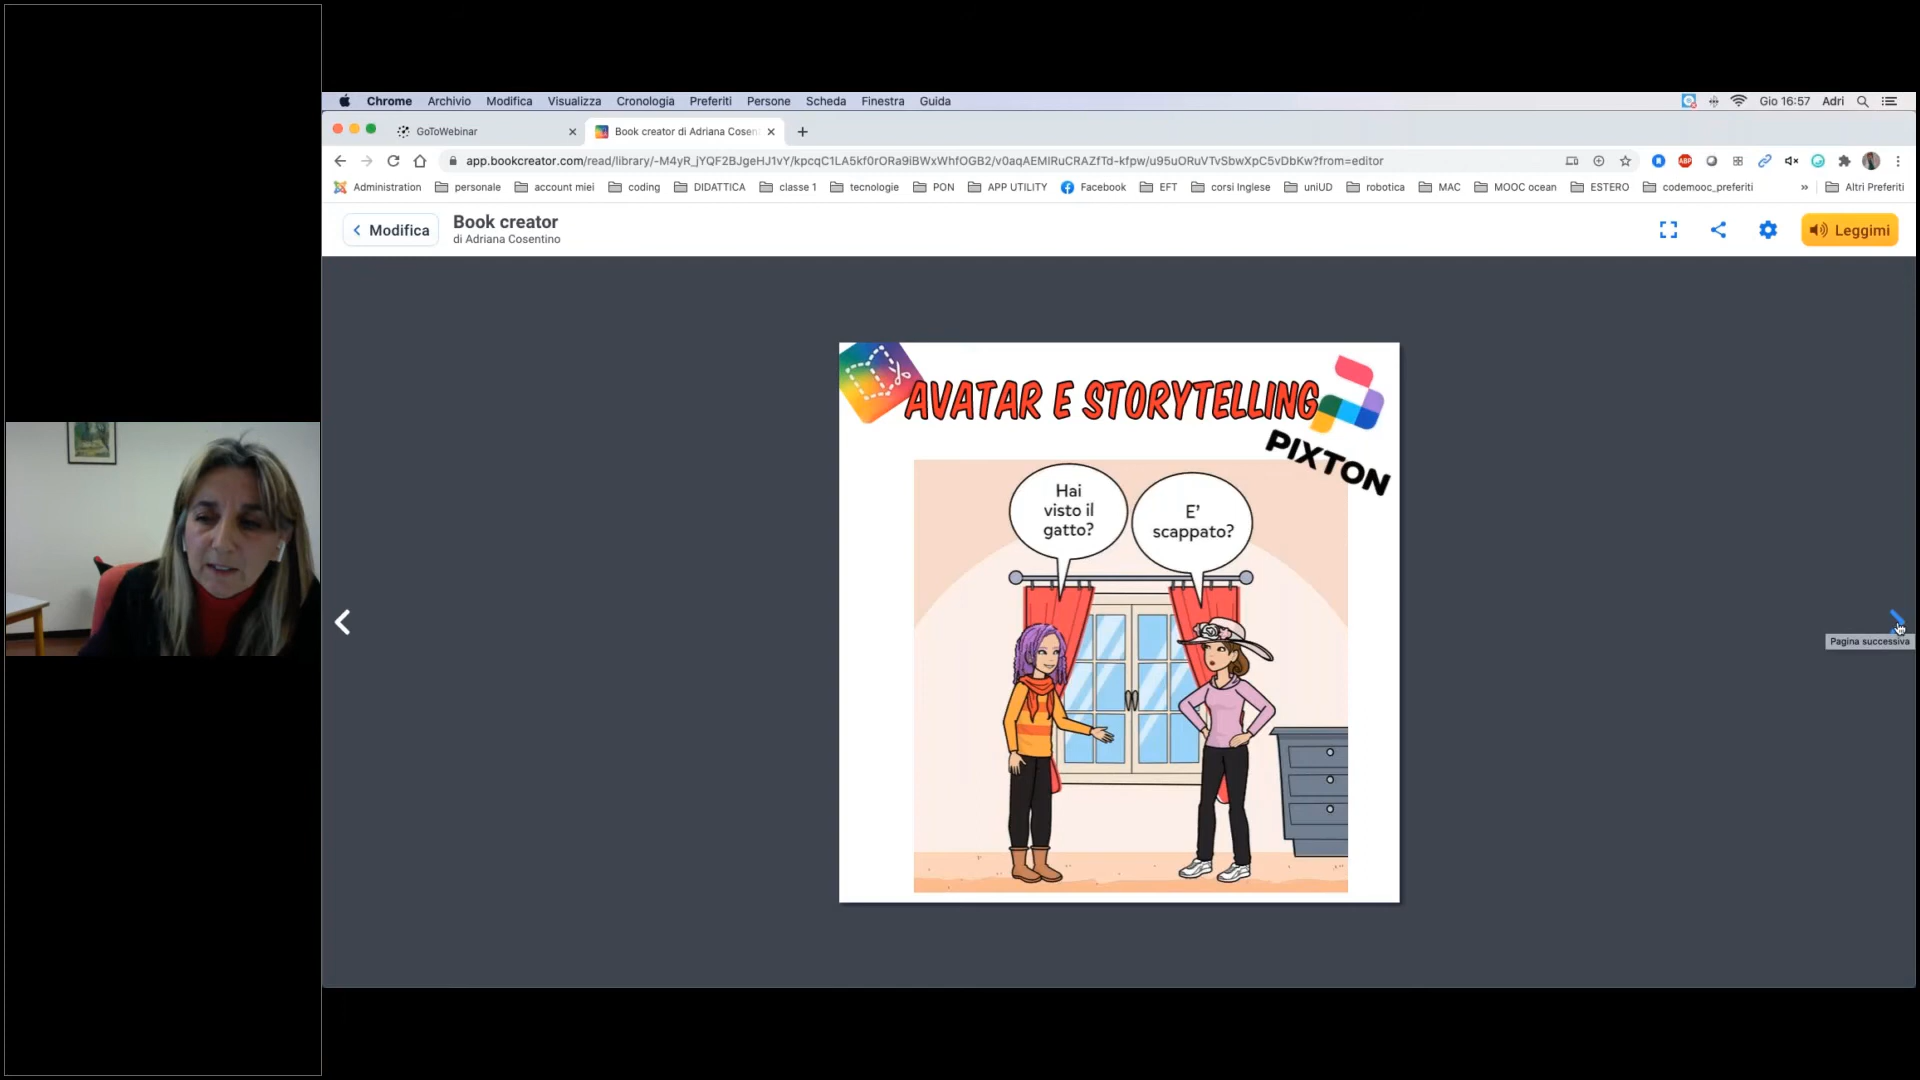 Chrome Archivio Modifica Visualizza Cronologia Preferiti Persone Scheda Finestra Guida
Gio 16:57 Adri
GoToWebinar
Book creator di Adriana Cosen
app.bookcreator.com/read/library/-M4yR_jYQF2BJgeHJ1vY/kpcqC1LA5kf0rORa9iBWxWhfOGB2/v0aqAEMIRuCRAZfTd-kfpw/u95uORuVTvSbwXpC5vDbKw?from=editor
ABP
Administration personale account miei coding DIDATTICA classe 1 tecnologie PON APP UTILITY Facebook EFT corsi Inglese uniUD robotica MAC MOOC ocean ESTERO codemooc_preferiti » Altri Preferiti
Modifica
Book creator
di Adriana Cosentino
Leggimi
AVATAR E STORYTELLING
PIXTON
Hai
visto il
gatto?
E'
scappato?
Pagina successiva